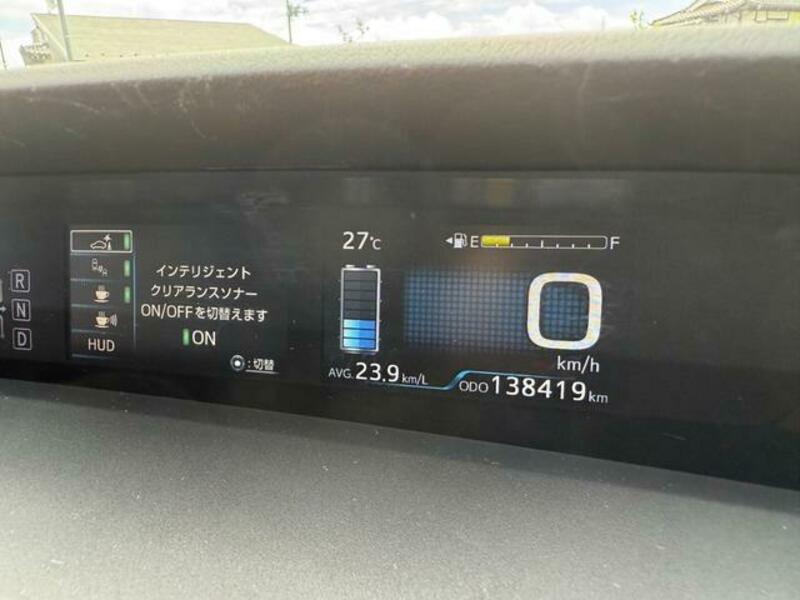 R
N
D
HUD
インテリジェント
クリアランスソナー
ON/OFFを切替えます
ON
:切替
27℃
E F
0
km/h
AVG. 23.9 km/L
ODO 138419 km